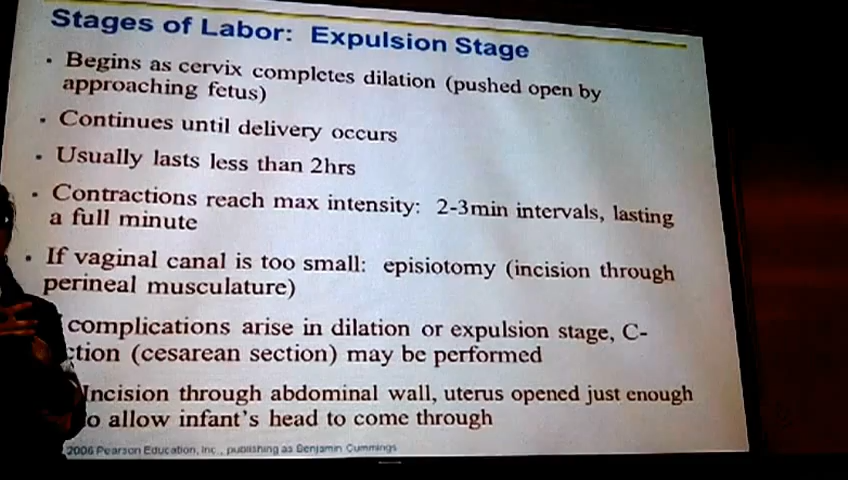 Stages of Labor: Expulsion Stage
• Begins as cervix completes dilation (pushed open by
approaching fetus)
• Continues until delivery occurs
• Usually lasts less than 2hrs
• Contractions reach max intensity: 2-3min intervals, lasting
a full minute
• If vaginal canal is too small: episiotomy (incision through
perineal musculature)
complications arise in dilation or expulsion stage, C-
ction (cesarean section) may be performed
Incision through abdominal wall, uterus opened just enough
o allow infant's head to come through
2006 Pearson Education, Inc., publishing as Benjamin Cummings